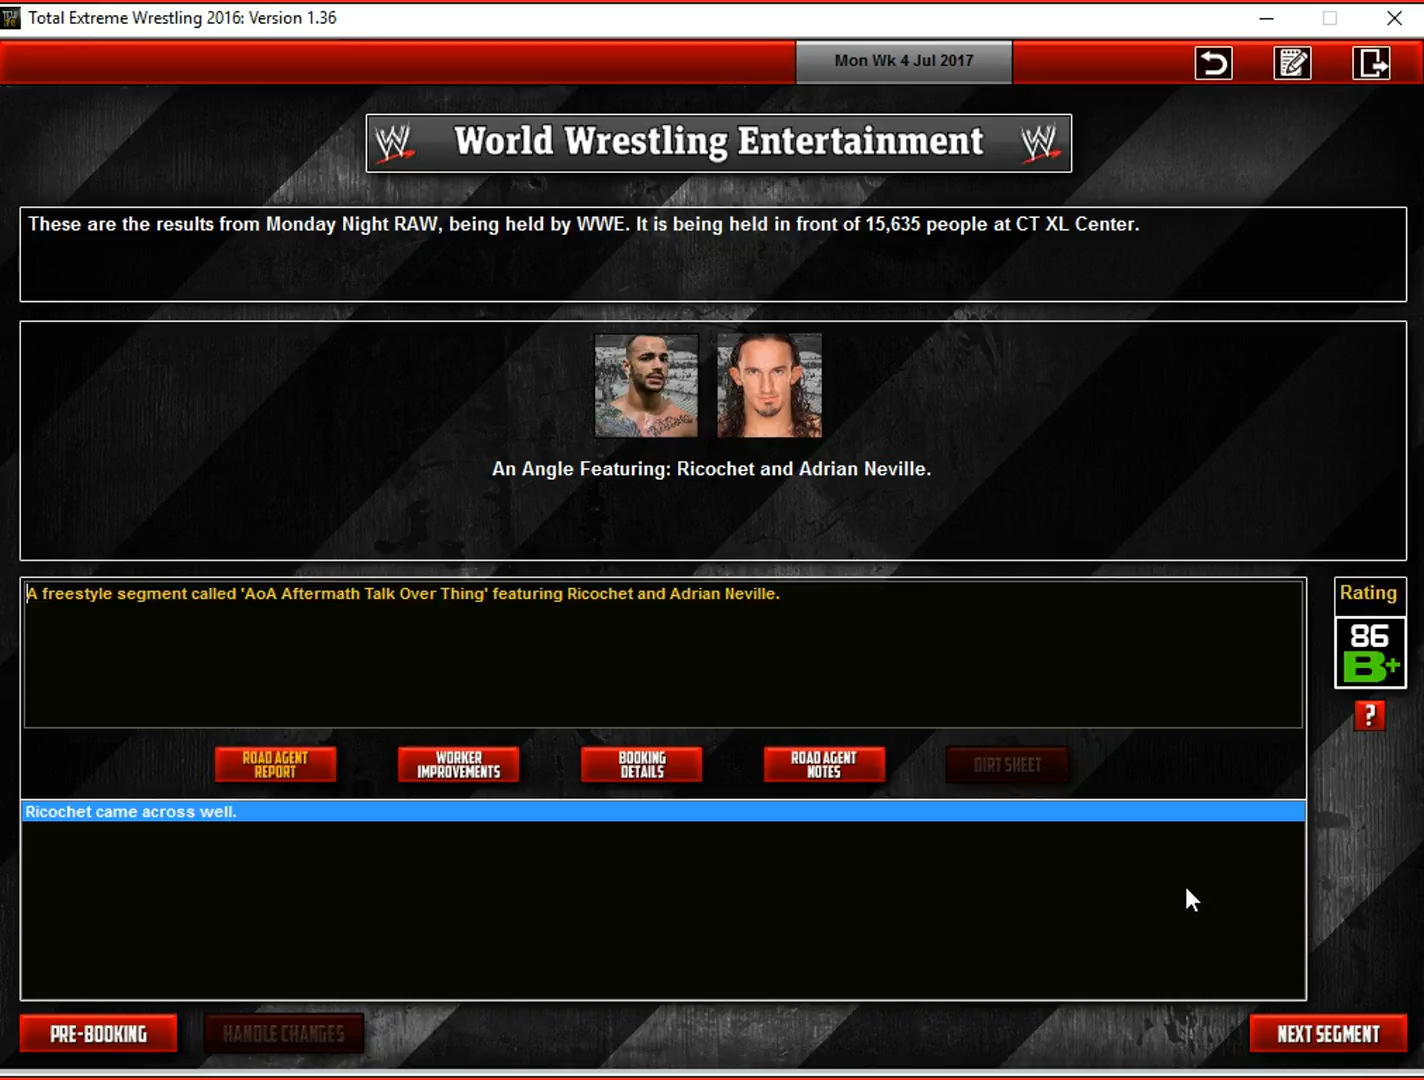 Total Extreme Wrestling 2016: Version 1.36
Mon Wk 4 Jul 2017
World Wrestling Entertainment
These are the results from Monday Night RAW, being held by WWE. It is being held in front of 15,635 people at CT XL Center.
An Angle Featuring: Ricochet and Adrian Neville.
A freestyle segment called 'AoA Aftermath Talk Over Thing' featuring Ricochet and Adrian Neville.
Rating
86
B+
?
ROAD AGENT
REPORT
WORKER
IMPROVEMENTS
BOOKING
DETAILS
ROAD AGENT
NOTES
DIRT SHEET
Ricochet came across well.
PRE-BOOKING
HANDLE CHANGES
NEXT SEGMENT